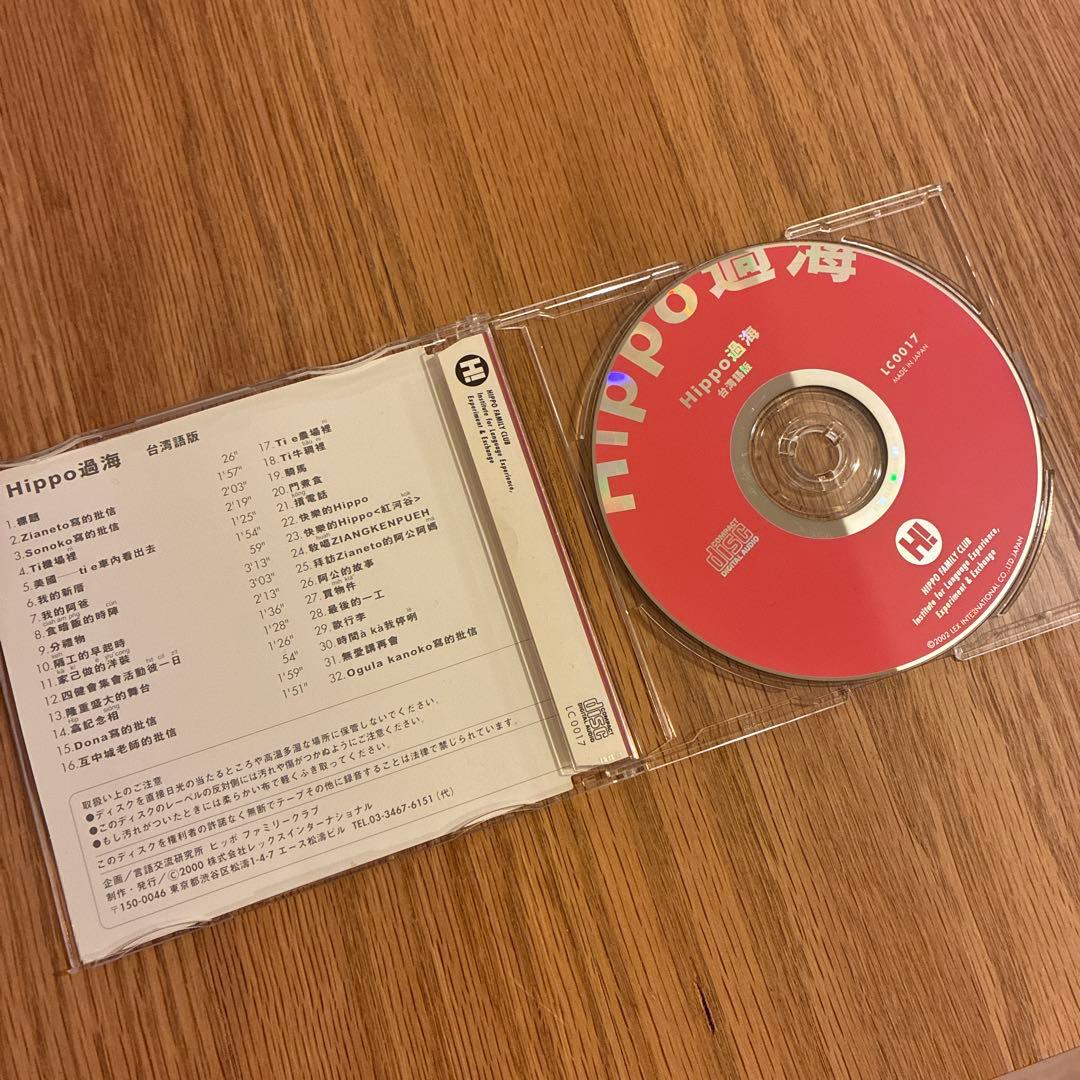 Hippo過海 台湾語版
1.標題 26"
2.Zianeto寫的批信 1'57"
3.Sonoko寫的批信 2'03"
4.Ti機場裡 2'19"
5.美國——ti e車內看出去 1'25"
6.我的新厝 1'54"
7.我的阿爸 59"
8.食暗飯的時陣 3'13"
9.分禮物 3'03"
10.隔工的早起時 2'13"
11.家己做的洋裝 1'36"
12.四健會集會活動彼一日 1'28"
13.隆重盛大的舞台 1'26"
14.翕記念相 54"
15.Dona寫的批信 1'59"
16.互中城老師的批信 1'51"
17.Ti e農場裡
18.Ti牛稠裡
19.騎馬
20.鬥煮食
21.摃電話
22.快樂的Hippo
23.快樂的Hippo<紅河谷>
24.敎喝ZIANGKENPUEH
25.拜訪Zianeto的阿公阿媽
26.阿公的故事
27.買物件
28.最後的一工
29.款行李
30.時間à kà我停咧
31.無愛講再會
32.Ogula kanoko寫的批信
取扱い上のご注意
●ディスクを直接日光の当たるところや高温多湿な場所に保管しないでください。
●このディスクのレーベルの反対側には汚れや傷がつかぬようにご注意ください。
●もし汚れがついたときには柔らかい布で軽くふき取ってください。
このディスクを権利者の許諾なく無断でテープその他に録音することは法律で禁じられています。
企画/言語交流研究所 ヒッポ ファミリークラブ
制作・発行/Ⓒ2000 株式会社レックスインターナショナル
〒150-0046 東京都渋谷区松濤1-4-7 エース松濤ビル TEL.03-3467-6151(代)
H!
HIPPO FAMILY CLUB
Institute for Language Experience,
Experiment & Exchange
COMPACT
disc
DIGITAL AUDIO
LC0017
Hippo過海
Hippo過海
台湾語版
LC0017
MADE IN JAPAN
COMPACT
disc
DIGITAL AUDIO
H!
HIPPO FAMILY CLUB
Institute for Language Experience,
Experiment & Exchange
©2002 LEX INTERNATIONAL CO.,LTD JAPAN